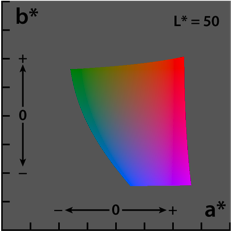 b*
L* = 50
+
0
−
− 0 + a*